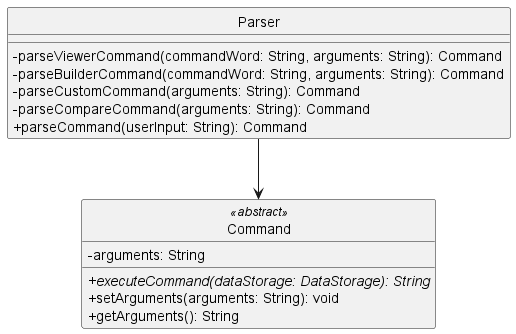 Parser
-parseViewerCommand(commandWord: String, arguments: String): Command
-parseBuilderCommand(commandWord: String, arguments: String): Command
-parseCustomCommand(arguments: String): Command
-parseCompareCommand(arguments: String): Command
+parseCommand(userInput: String): Command
«abstract»
Command
-arguments: String
+executeCommand(dataStorage: DataStorage): String
+setArguments(arguments: String): void
+getArguments(): String